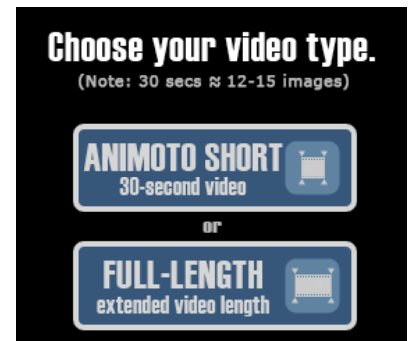 Choose your video type.
(Note: 30 secs ≈ 12-15 images)
ANIMOTO SHORT
30-second video
or
FULL-LENGTH
extended video length